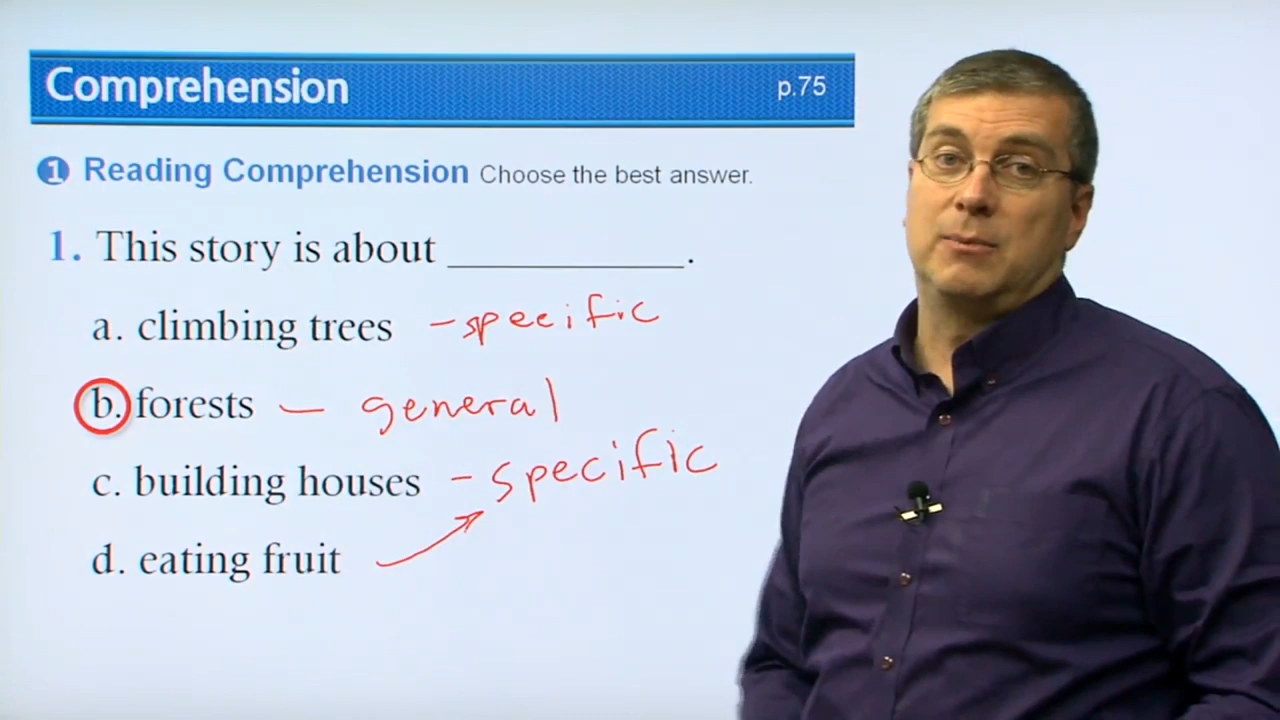 Comprehension p.75
1 Reading Comprehension Choose the best answer.
1. This story is about __________.
a. climbing trees - specific
b. forests - general
c. building houses - specific
d. eating fruit